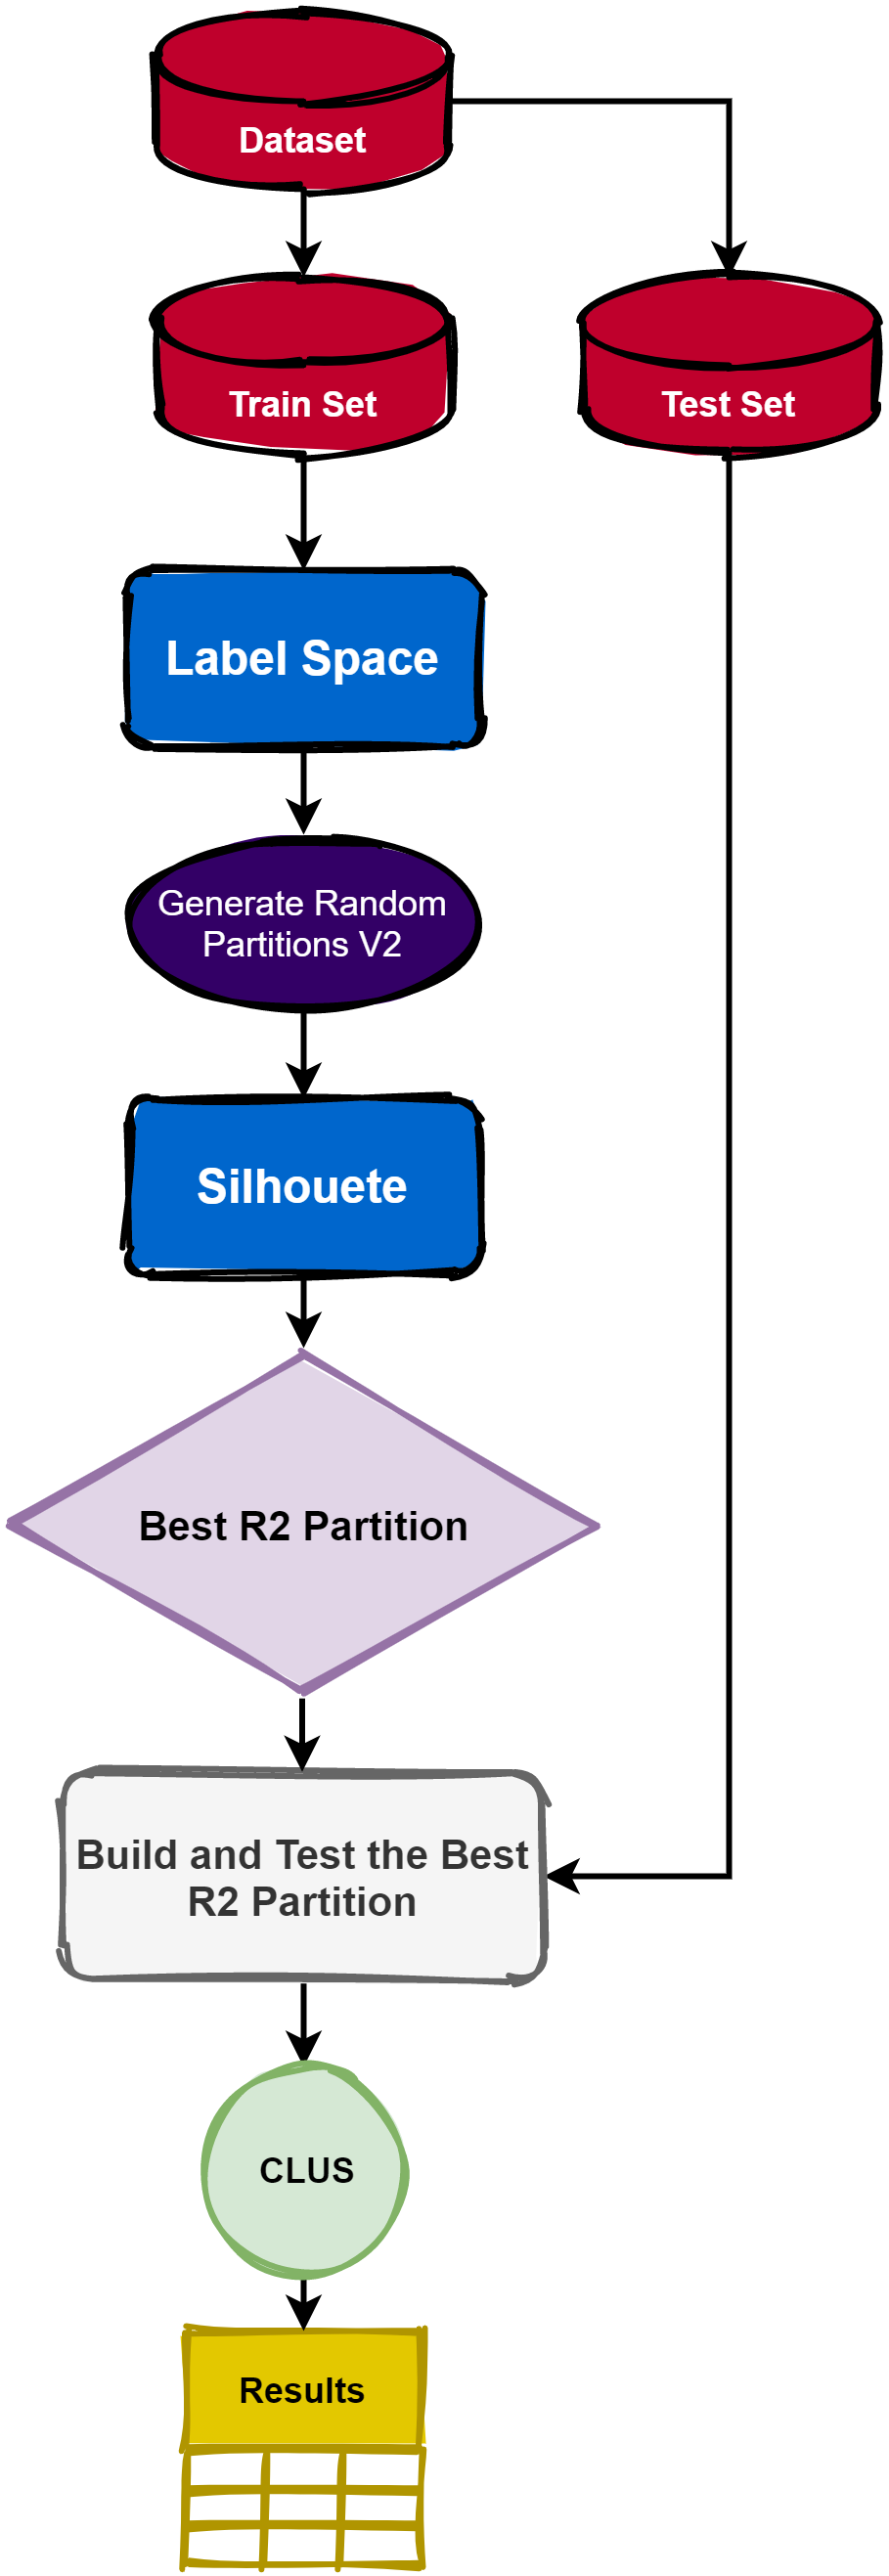 Dataset
Train Set
Test Set
Label Space
Generate Random
Partitions V2
Silhouete
Best R2 Partition
Build and Test the Best
R2 Partition
CLUS
Results